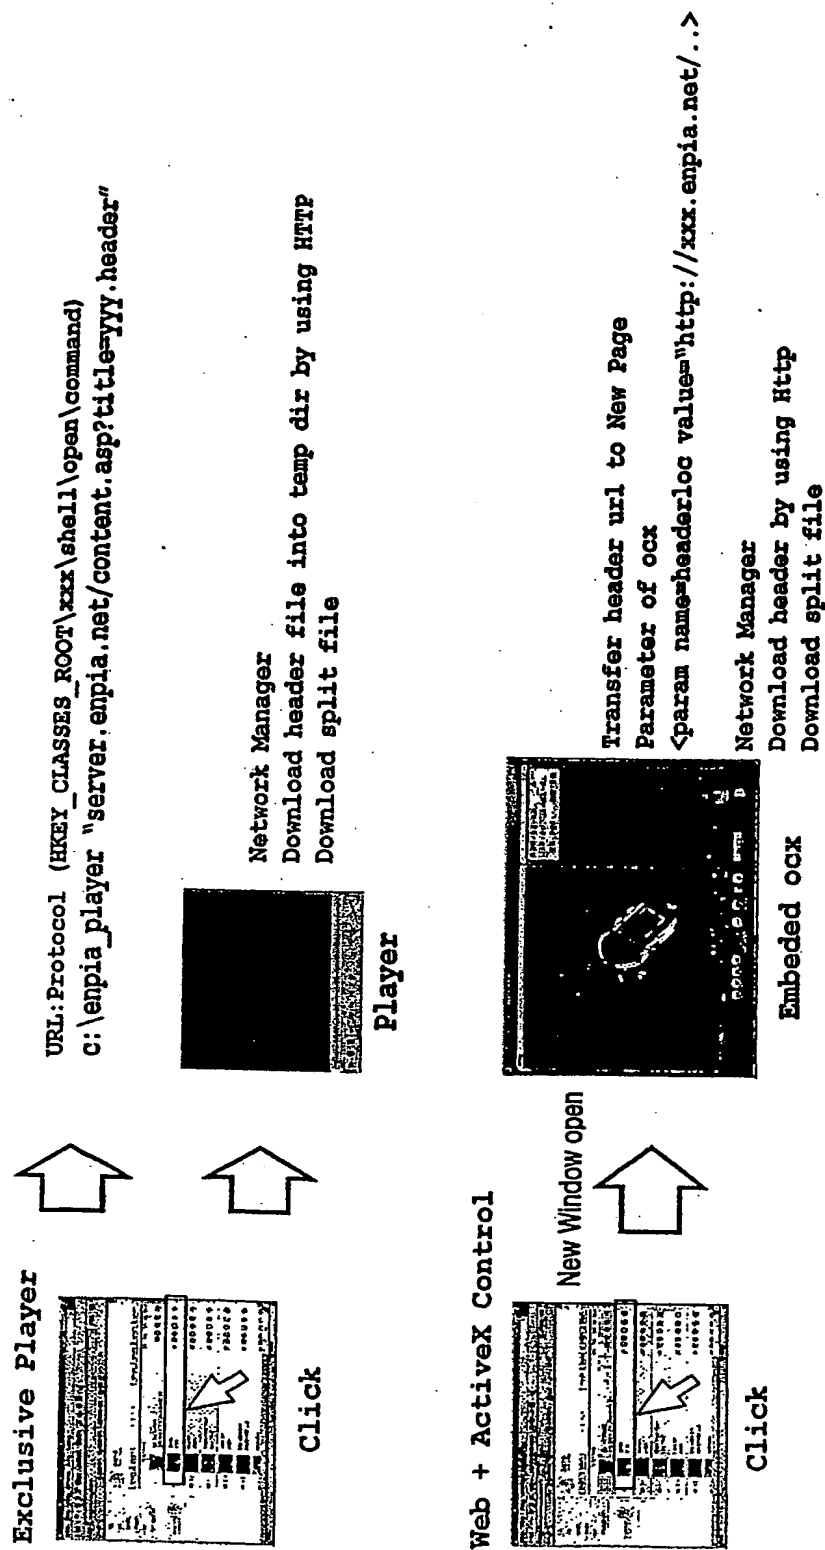 Exclusive Player
Click
URL:Protocol (HKEY_CLASSES_ROOT\xxx\shell\open\command)
C:\enpia_player "server.enpia.net/content.asp?title=yyy.header"
Player
Network Manager
Download header file into temp dir by using HTTP
Download split file
Web + ActiveX Control
Click
New Window open
Embeded ocx
Transfer header url to New Page
Parameter of ocx
<param name=headerloc value="http://xxx.enpia.net/..>
Network Manager
Download header by using Http
Download split file